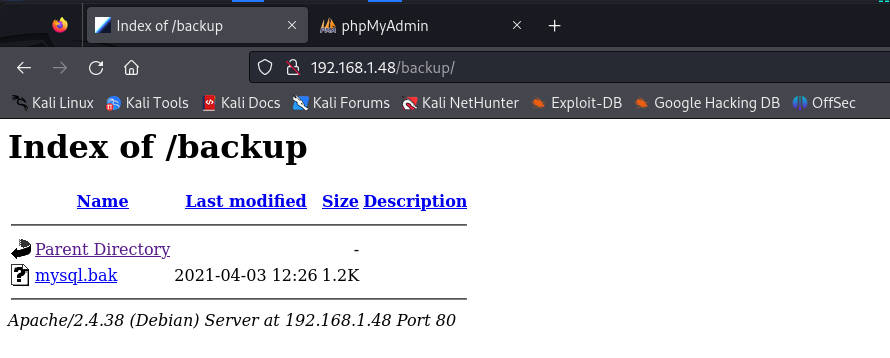 Index of /backup
phpMyAdmin
192.168.1.48/backup/
Kali Linux Kali Tools Kali Docs Kali Forums Kali NetHunter Exploit-DB Google Hacking DB OffSec
Index of /backup
Name Last modified Size Description
Parent Directory -
mysql.bak 2021-04-03 12:26 1.2K
Apache/2.4.38 (Debian) Server at 192.168.1.48 Port 80